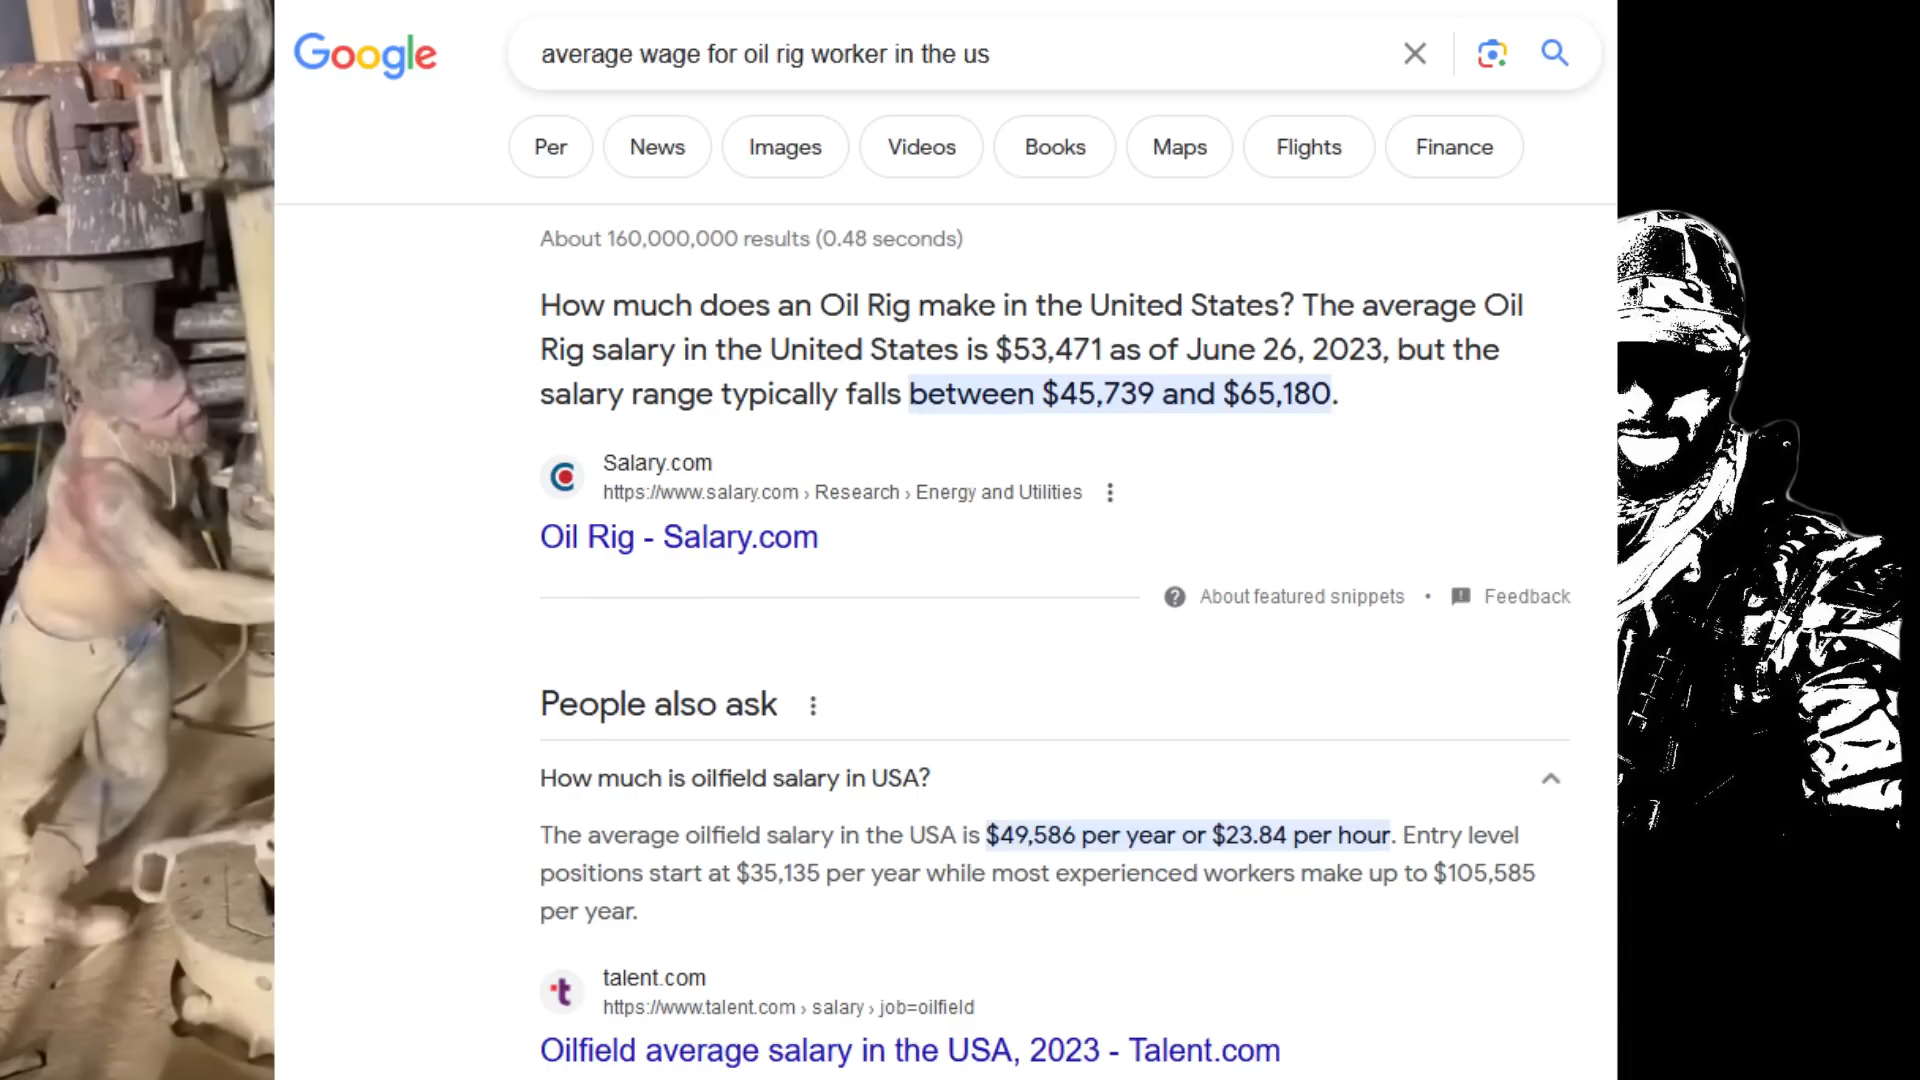 Google
average wage for oil rig worker in the us
Per
News
Images
Videos
Books
Maps
Flights
Finance
About 160,000,000 results (0.48 seconds)
How much does an Oil Rig make in the United States? The average Oil
Rig salary in the United States is $53,471 as of June 26, 2023, but the
salary range typically falls between $45,739 and $65,180.
Salary.com
https://www.salary.com › Research › Energy and Utilities
Oil Rig - Salary.com
About featured snippets • Feedback
People also ask
How much is oilfield salary in USA?
The average oilfield salary in the USA is $49,586 per year or $23.84 per hour. Entry level
positions start at $35,135 per year while most experienced workers make up to $105,585
per year.
talent.com
https://www.talent.com › salary › job=oilfield
Oilfield average salary in the USA, 2023 - Talent.com